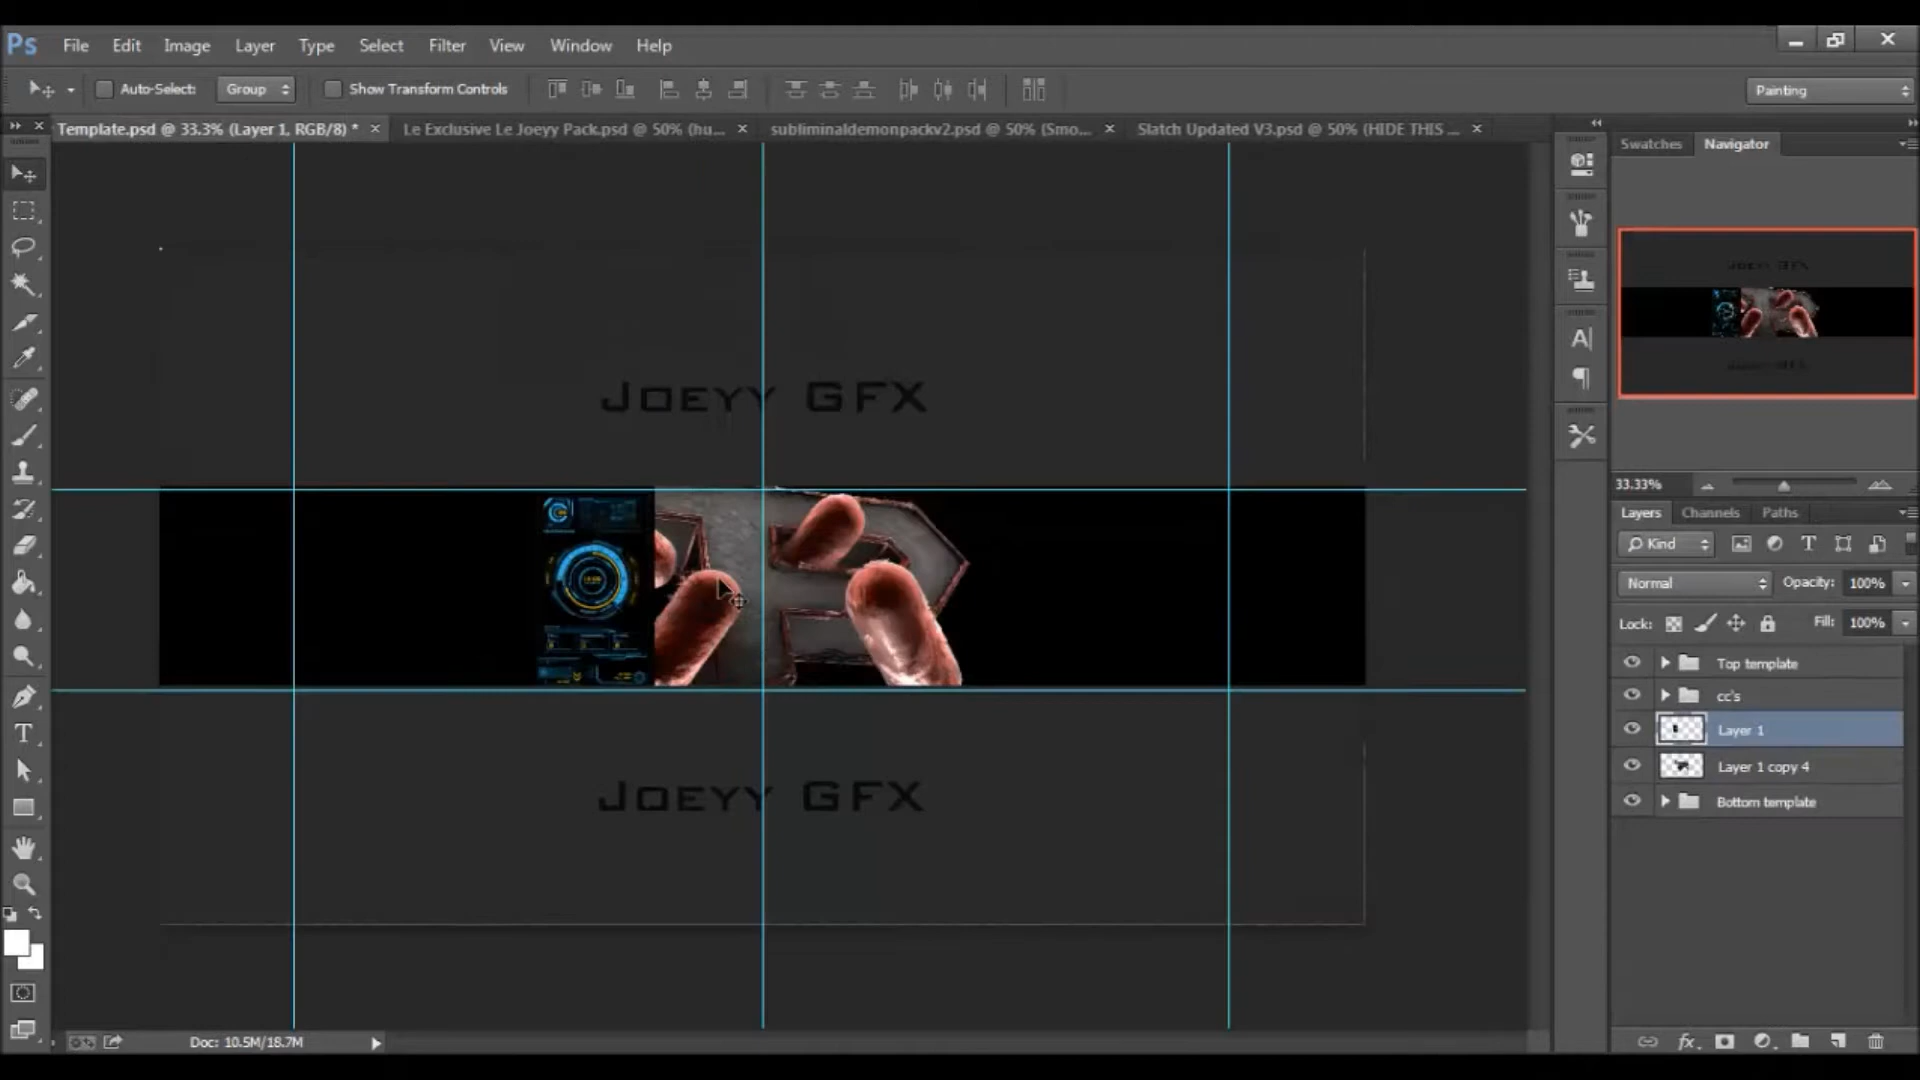 Ps File Edit Image Layer Type Select Filter View Window Help
Auto-Select: Group Show Transform Controls Painting
Template.psd @ 33.3% (Layer 1, RGB/8) * Le Exclusive Le Joeyy Pack.psd @ 50% (hu... subliminaldemonpackv2.psd @ 50% (Smo... Slatch Updated V3.psd @ 50% (HIDE THIS ...
Swatches Navigator
Joeyy GFX
Joeyy GFX
33.33%
Layers Channels Paths
Kind
Normal Opacity: 100%
Lock: Fill: 100%
Top template
cc's
Layer 1
Layer 1 copy 4
Bottom template
Doc: 10.5M/18.7M